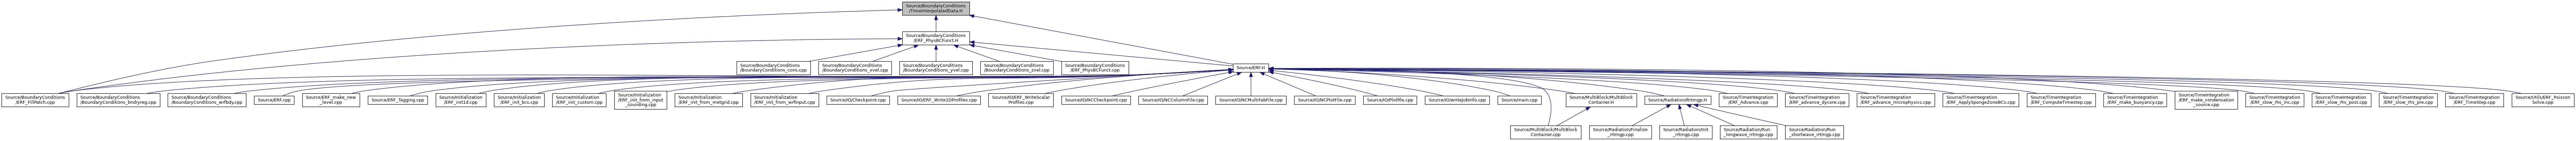 Source/BoundaryConditions
/TimeInterpolatedData.H
Source/BoundaryConditions
/ERF_PhysBCFunct.H
Source/BoundaryConditions
/BoundaryConditions_cons.cpp
Source/BoundaryConditions
/BoundaryConditions_xvel.cpp
Source/BoundaryConditions
/BoundaryConditions_yvel.cpp
Source/BoundaryConditions
/BoundaryConditions_zvel.cpp
Source/BoundaryConditions
/ERF_PhysBCFunct.cpp
Source/ERF.H
Source/BoundaryConditions
/ERF_FillPatch.cpp
Source/BoundaryConditions
/BoundaryConditions_bndryreg.cpp
Source/BoundaryConditions
/BoundaryConditions_wrfbdy.cpp
Source/ERF.cpp
Source/ERF_make_new
_level.cpp
Source/ERF_Tagging.cpp
Source/Initialization
/ERF_init1d.cpp
Source/Initialization
/ERF_init_bcs.cpp
Source/Initialization
/ERF_init_custom.cpp
Source/Initialization
/ERF_init_from_input
_sounding.cpp
Source/Initialization
/ERF_init_from_metgrid.cpp
Source/Initialization
/ERF_init_from_wrfinput.cpp
Source/IO/Checkpoint.cpp
Source/IO/ERF_Write1DProfiles.cpp
Source/IO/ERF_WriteScalar
Profiles.cpp
Source/IO/NCCheckpoint.cpp
Source/IO/NCColumnFile.cpp
Source/IO/NCMultiFabFile.cpp
Source/IO/NCPlotFile.cpp
Source/IO/Plotfile.cpp
Source/IO/writeJobInfo.cpp
Source/main.cpp
Source/MultiBlock/MultiBlock
Container.H
Source/Radiation/Rrtmgp.H
Source/TimeIntegration
/ERF_Advance.cpp
Source/TimeIntegration
/ERF_advance_dycore.cpp
Source/TimeIntegration
/ERF_advance_microphysics.cpp
Source/TimeIntegration
/ERF_ApplySpongeZoneBCs.cpp
Source/TimeIntegration
/ERF_ComputeTimestep.cpp
Source/TimeIntegration
/ERF_make_buoyancy.cpp
Source/TimeIntegration
/ERF_make_condensation
_source.cpp
Source/TimeIntegration
/ERF_slow_rhs_inc.cpp
Source/TimeIntegration
/ERF_slow_rhs_post.cpp
Source/TimeIntegration
/ERF_slow_rhs_pre.cpp
Source/TimeIntegration
/ERF_TimeStep.cpp
Source/Utils/ERF_Poisson
Solve.cpp
Source/MultiBlock/MultiBlock
Container.cpp
Source/Radiation/Finalize
_rrtmgp.cpp
Source/Radiation/Init
_rrtmgp.cpp
Source/Radiation/Run
_longwave_rrtmgp.cpp
Source/Radiation/Run
_shortwave_rrtmgp.cpp